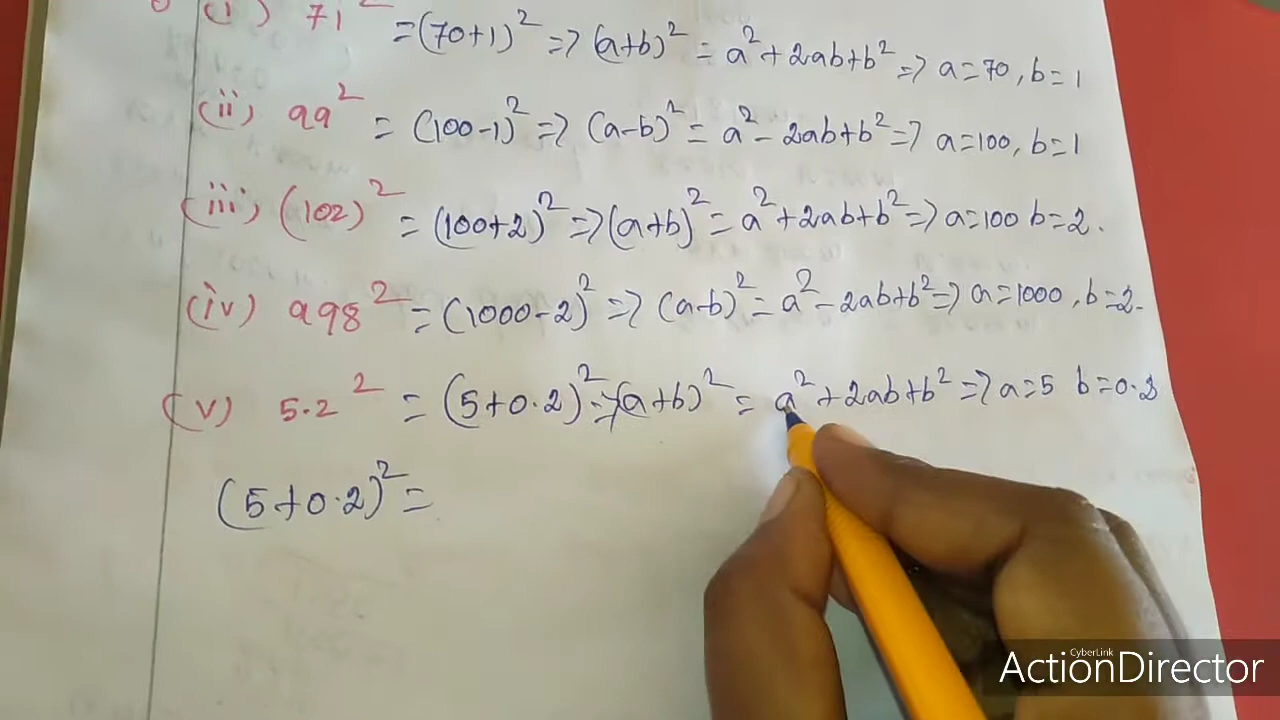 (i) 71² = (70+1)² => (a+b)² = a² + 2ab + b² => a=70, b=1
(ii) 99² = (100-1)² => (a-b)² = a² - 2ab + b² => a=100, b=1
(iii) (102)² = (100+2)² => (a+b)² = a² + 2ab + b² => a=100 b=2.
(iv) 998² = (1000-2)² => (a-b)² = a² - 2ab + b² => a=1000, b=2.
(v) 5.2² = (5+0.2)² => (a+b)² = a² + 2ab + b² => a=5 b=0.2
(5+0.2)² =
CyberLink
ActionDirector